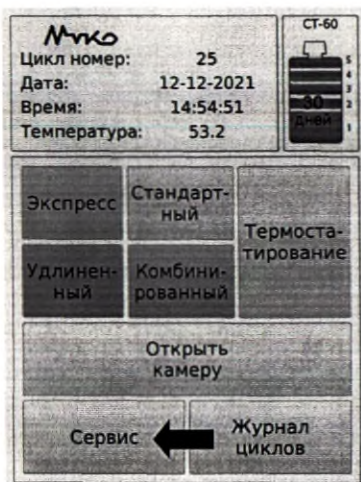 Муко
Цикл номер: 25
Дата: 12-12-2021
Время: 14:54:51
Температура: 53.2
СТ-60
5
4
3
2
1
30
дней
Экспресс
Стандарт-
ный
Термоста-
тирование
Удлинен-
ный
Комбини-
рованный
Открыть
камеру
Сервис
Журнал
циклов